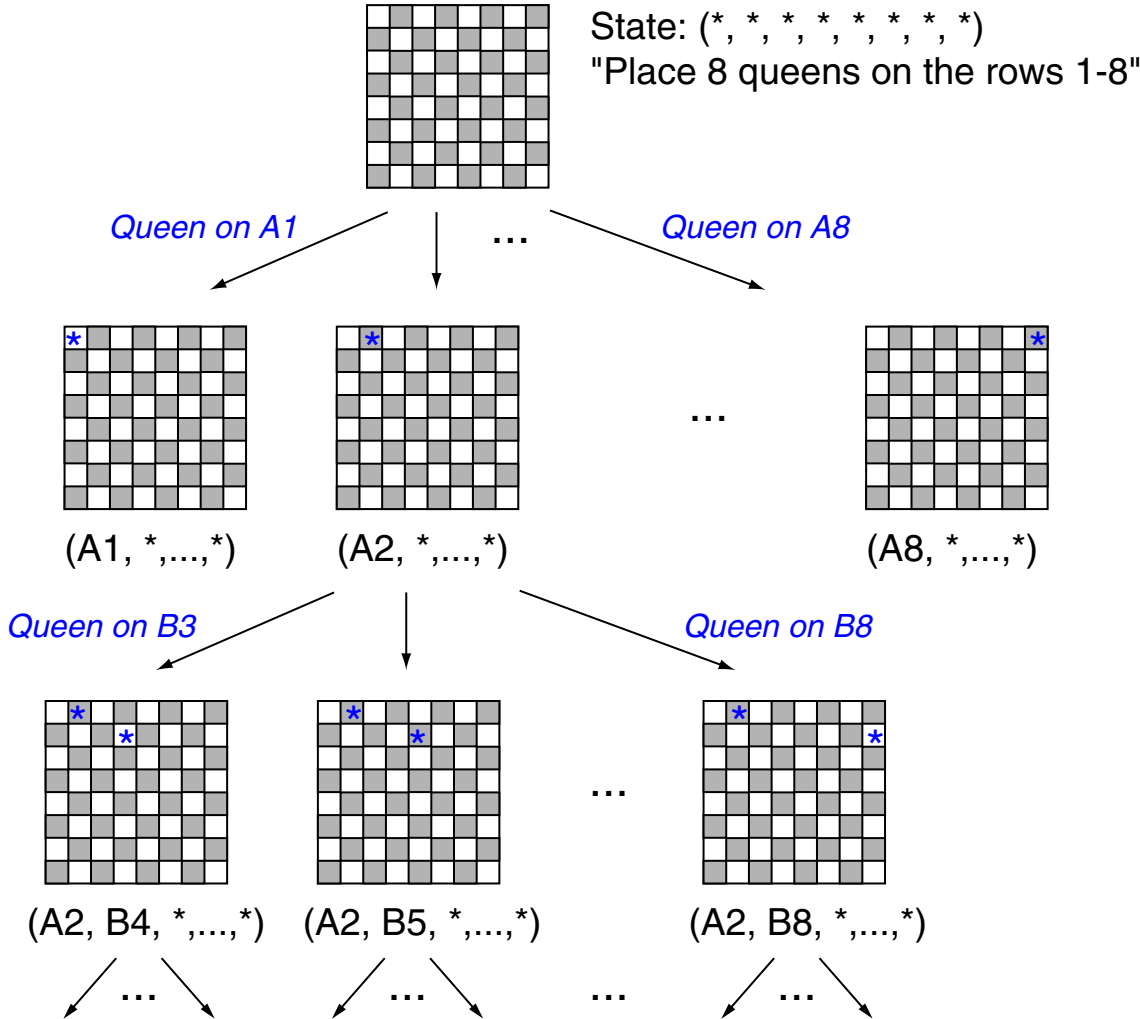 State: (*, *, *, *, *, *, *, *)
"Place 8 queens on the rows 1-8"
Queen on A1
...
Queen on A8
*
*
...
*
(A1, *,...,*)
(A2, *,...,*)
(A8, *,...,*)
Queen on B3
Queen on B8
*
*
*
*
...
*
*
(A2, B4, *,...,*)
(A2, B5, *,...,*)
(A2, B8, *,...,*)
...
...
...
...